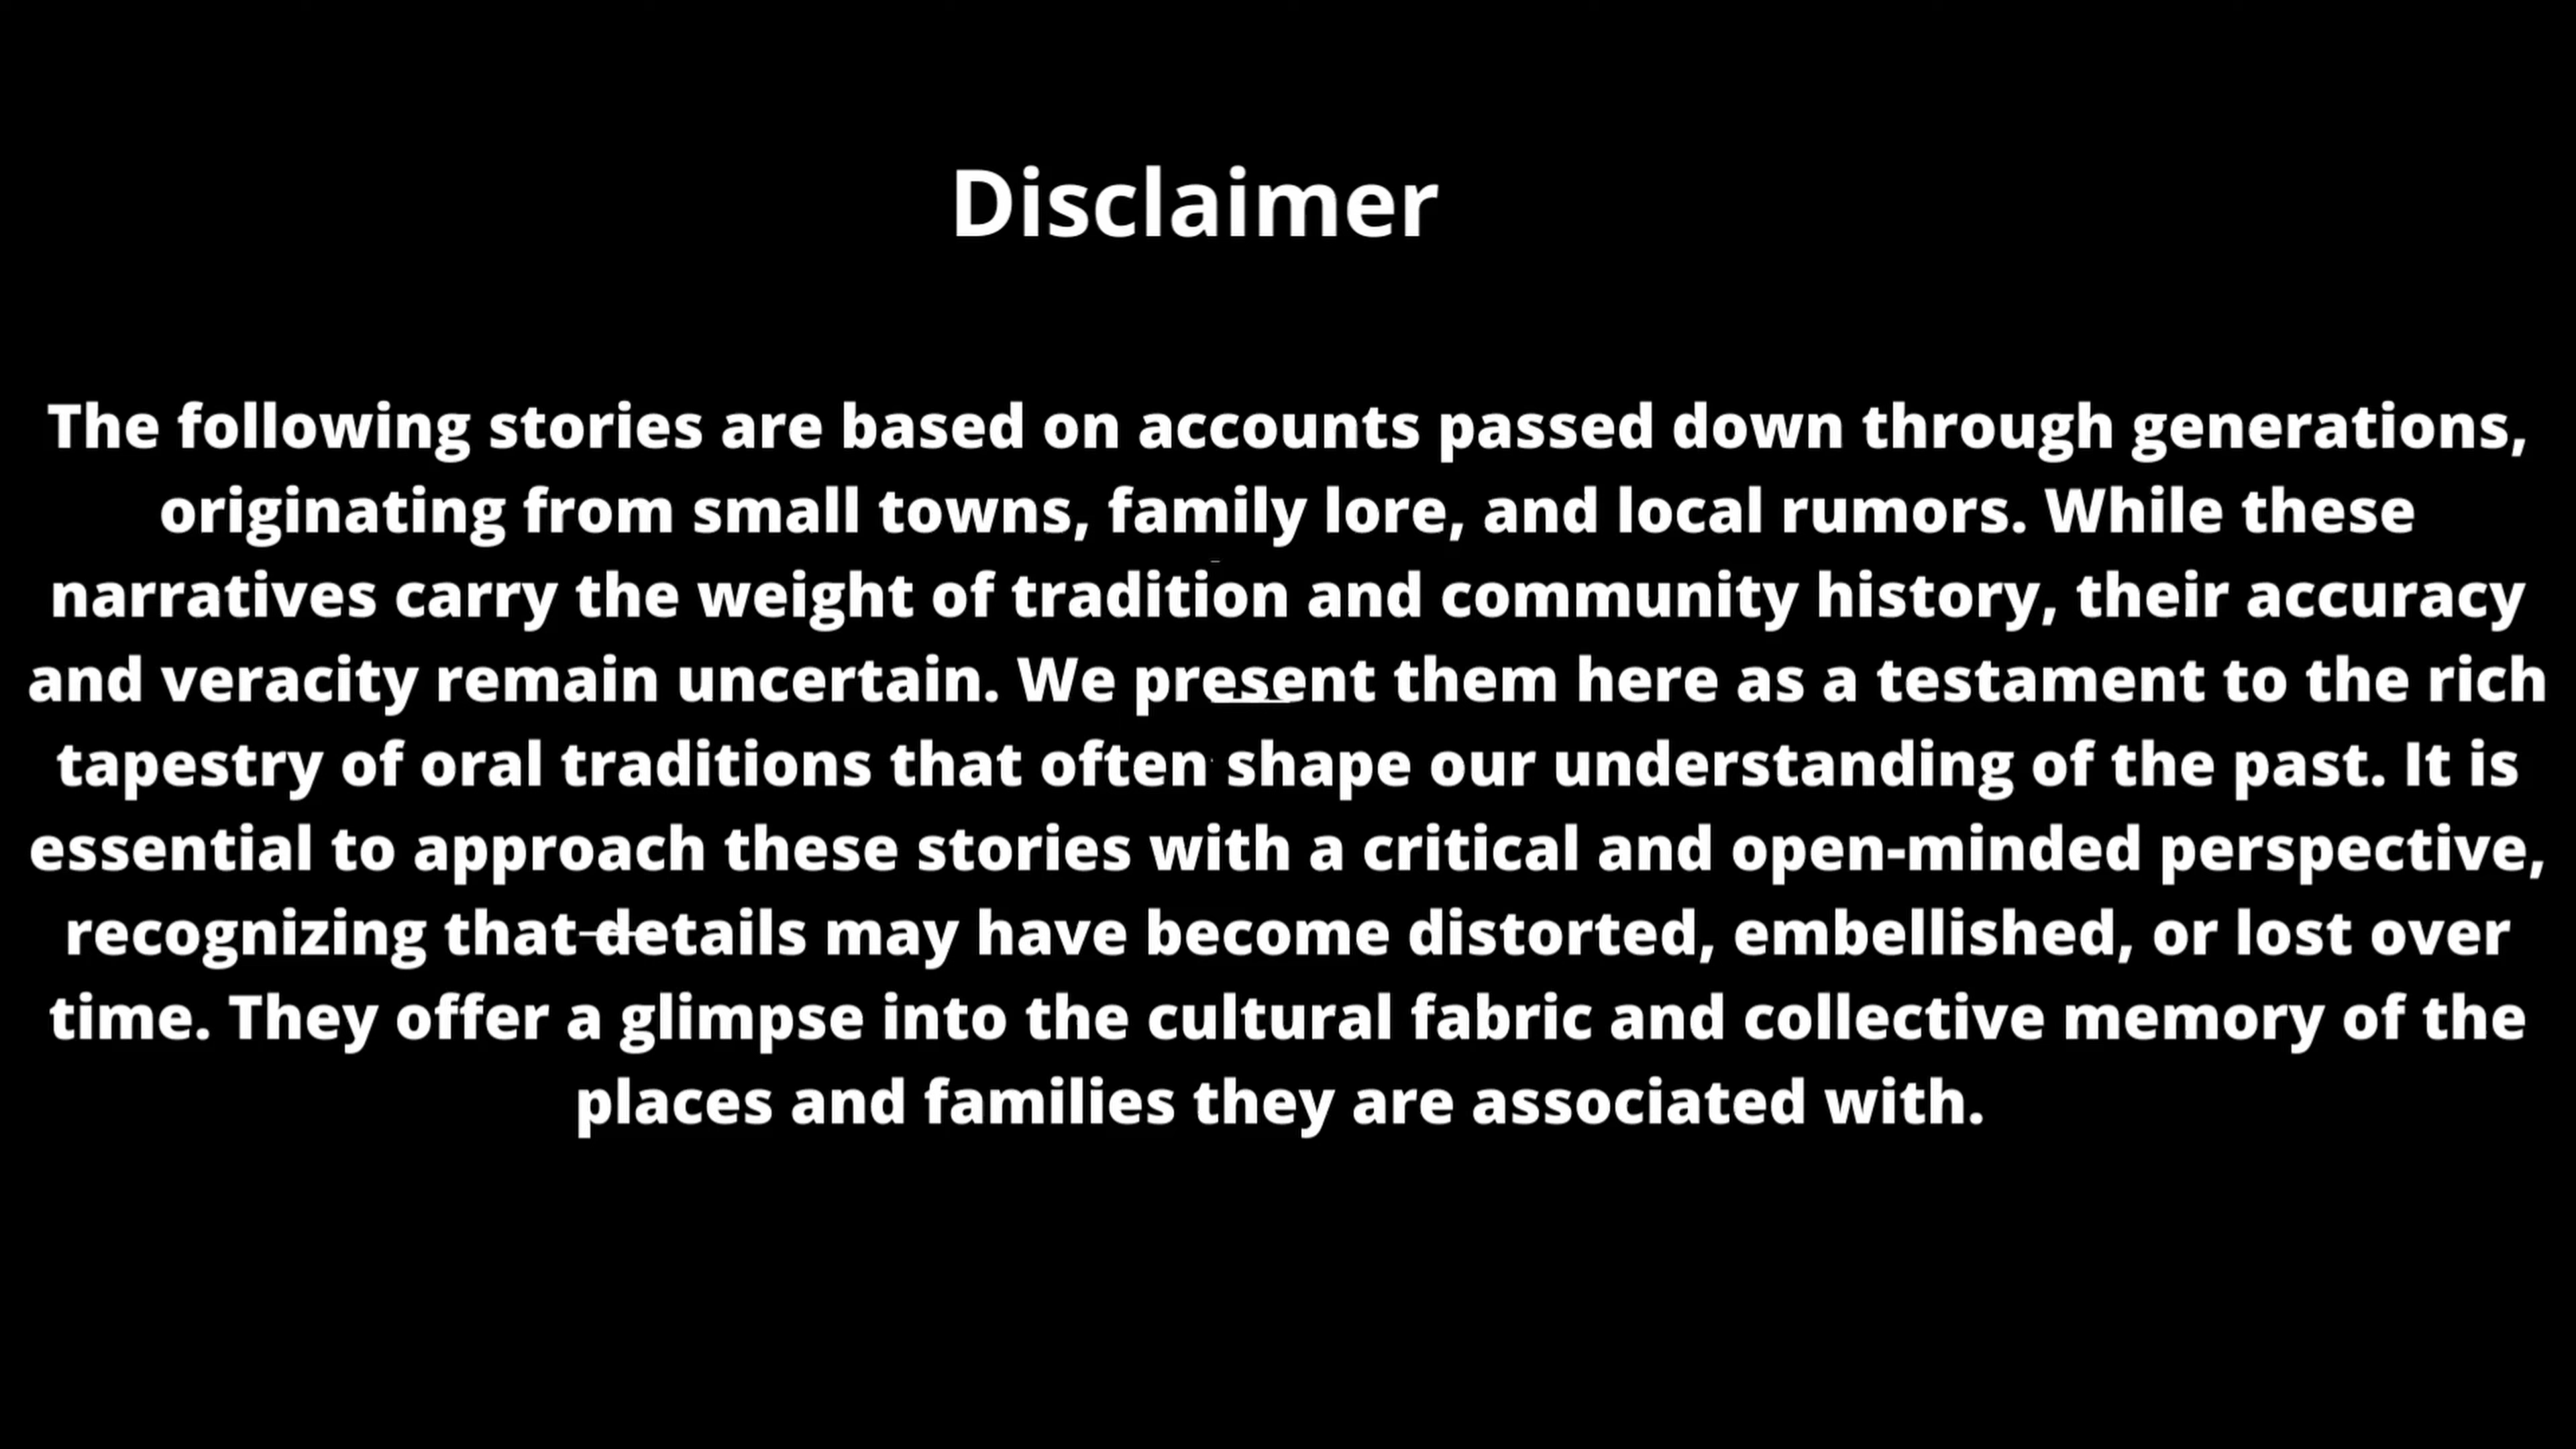 Disclaimer
The following stories are based on accounts passed down through generations,
originating from small towns, family lore, and local rumors. While these
narratives carry the weight of tradition and community history, their accuracy
and veracity remain uncertain. We present them here as a testament to the rich
tapestry of oral traditions that often shape our understanding of the past. It is
essential to approach these stories with a critical and open-minded perspective,
recognizing that details may have become distorted, embellished, or lost over
time. They offer a glimpse into the cultural fabric and collective memory of the
places and families they are associated with.